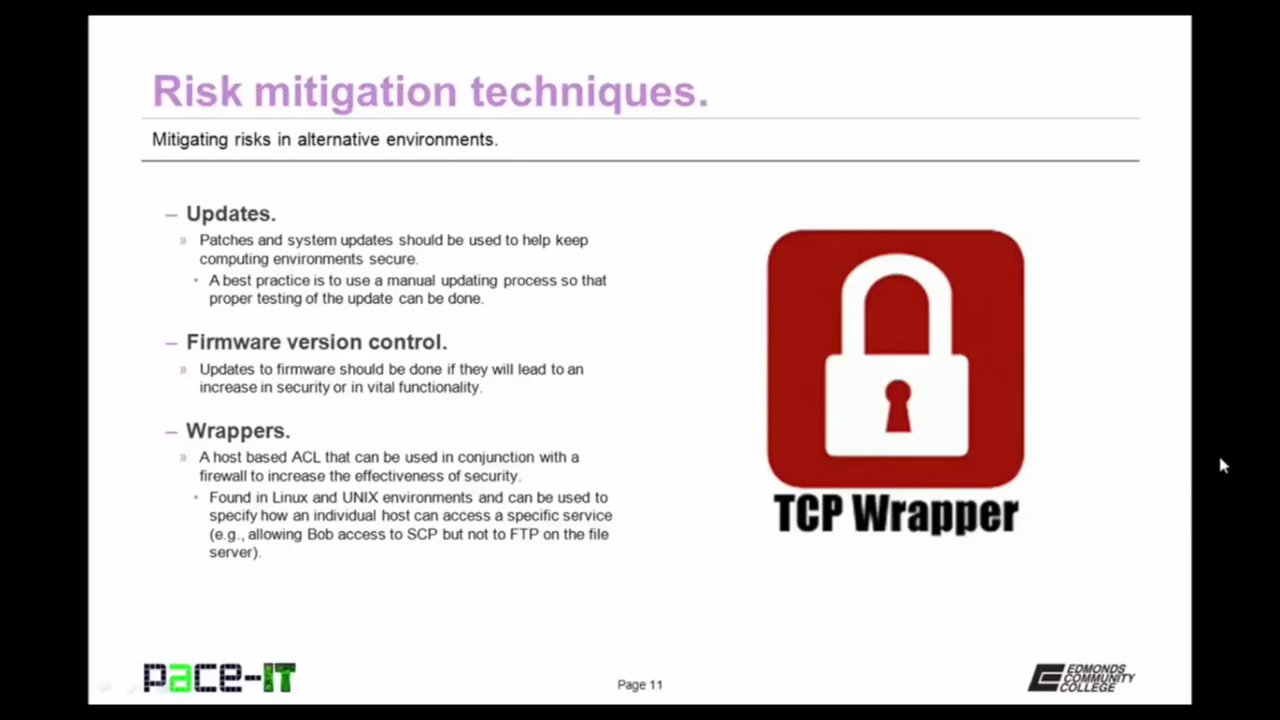 Risk mitigation techniques.
Mitigating risks in alternative environments.
– Updates.
» Patches and system updates should be used to help keep
computing environments secure.
• A best practice is to use a manual updating process so that
proper testing of the update can be done.
– Firmware version control.
» Updates to firmware should be done if they will lead to an
increase in security or in vital functionality.
– Wrappers.
» A host based ACL that can be used in conjunction with a
firewall to increase the effectiveness of security.
• Found in Linux and UNIX environments and can be used to
specify how an individual host can access a specific service
(e.g., allowing Bob access to SCP but not to FTP on the file
server).
TCP Wrapper
pace-IT
Page 11
EDMONDS
COMMUNITY
COLLEGE